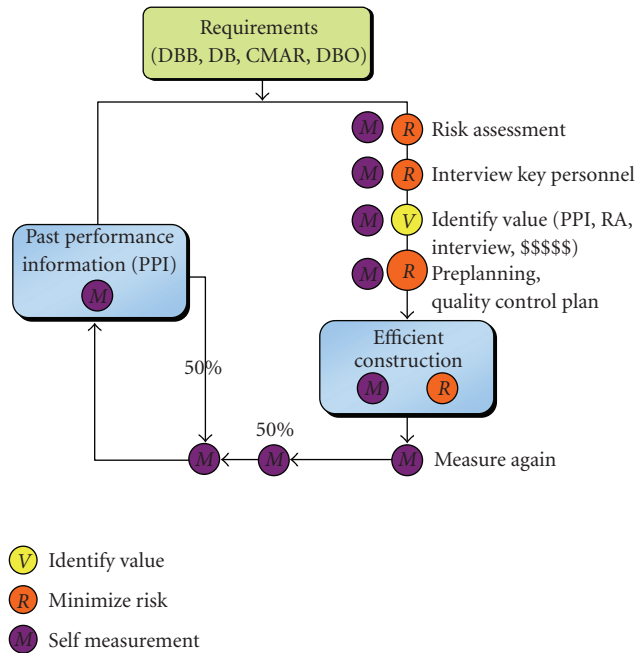 Requirements
(DBB, DB, CMAR, DBO)
M R Risk assessment
M R Interview key personnel
M V Identify value (PPI, RA,
interview, $$$$$)
M R Preplanning,
quality control plan
Past performance
information (PPI)
M
Efficient
construction
M R
50%
50%
M M M Measure again
V Identify value
R Minimize risk
M Self measurement